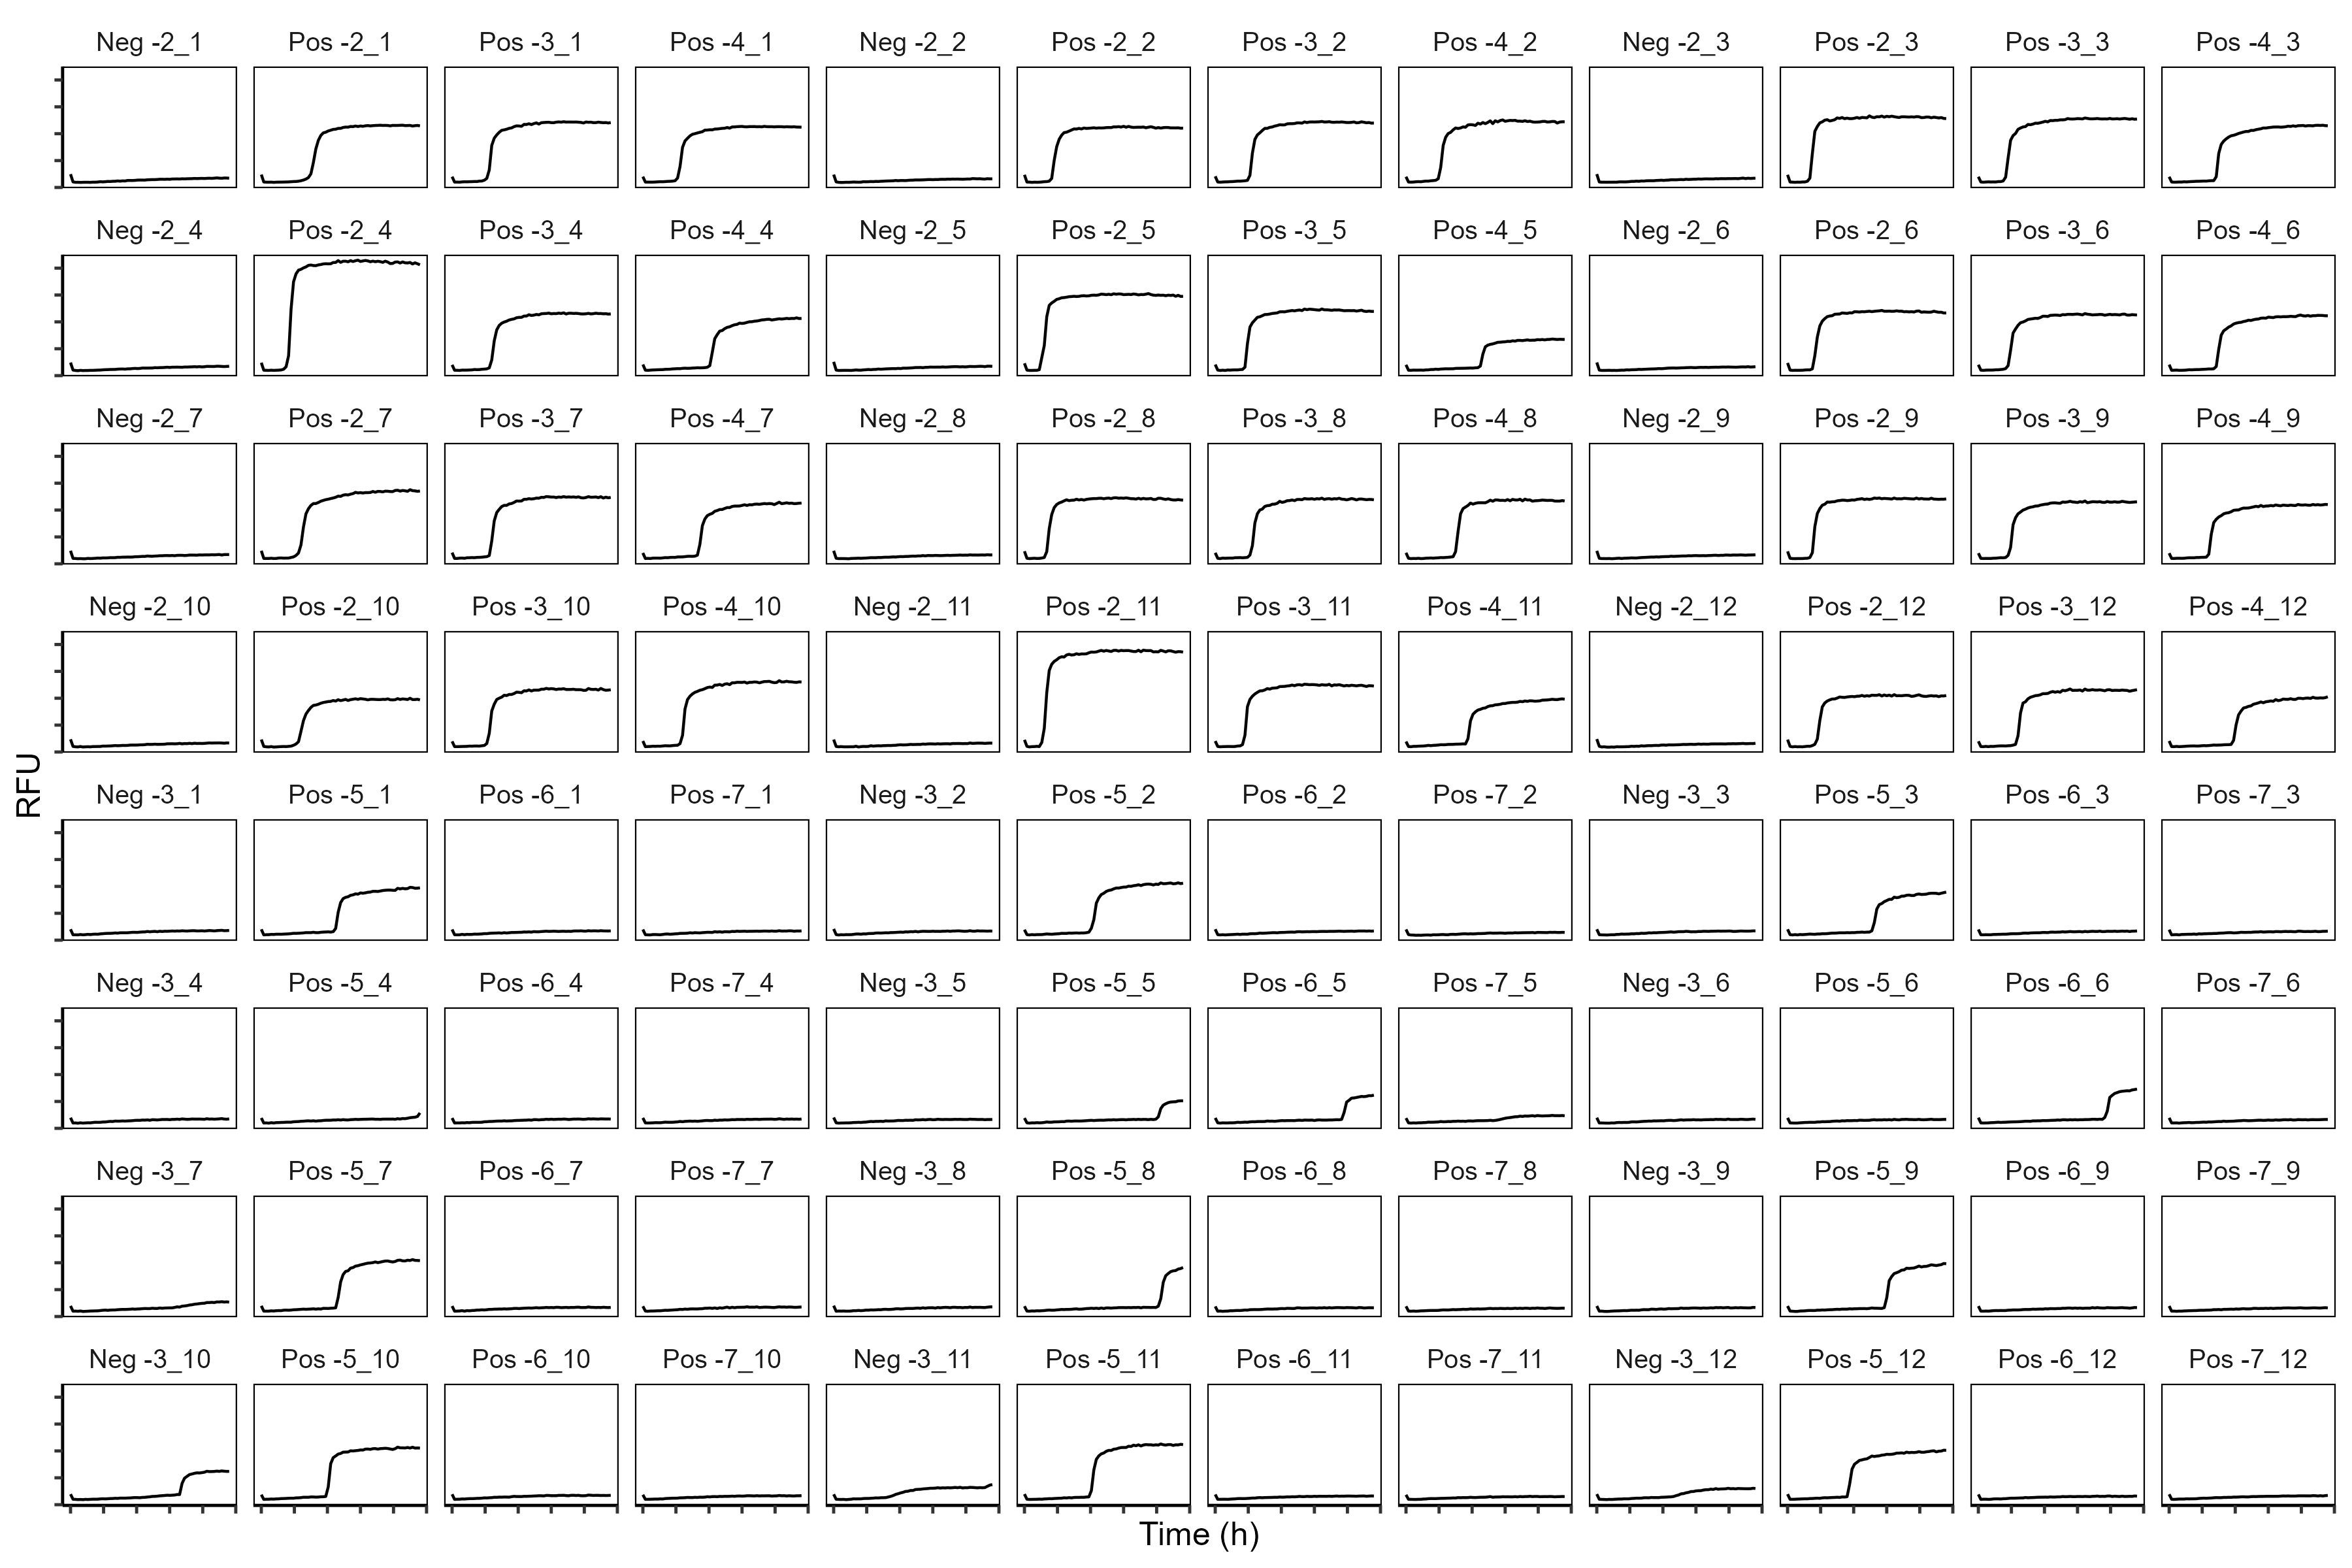 Neg -2_1 Pos -2_1 Pos -3_1 Pos -4_1 Neg -2_2 Pos -2_2 Pos -3_2 Pos -4_2 Neg -2_3 Pos -2_3 Pos -3_3 Pos -4_3
Neg -2_4 Pos -2_4 Pos -3_4 Pos -4_4 Neg -2_5 Pos -2_5 Pos -3_5 Pos -4_5 Neg -2_6 Pos -2_6 Pos -3_6 Pos -4_6
Neg -2_7 Pos -2_7 Pos -3_7 Pos -4_7 Neg -2_8 Pos -2_8 Pos -3_8 Pos -4_8 Neg -2_9 Pos -2_9 Pos -3_9 Pos -4_9
Neg -2_10 Pos -2_10 Pos -3_10 Pos -4_10 Neg -2_11 Pos -2_11 Pos -3_11 Pos -4_11 Neg -2_12 Pos -2_12 Pos -3_12 Pos -4_12
RFU
Neg -3_1 Pos -5_1 Pos -6_1 Pos -7_1 Neg -3_2 Pos -5_2 Pos -6_2 Pos -7_2 Neg -3_3 Pos -5_3 Pos -6_3 Pos -7_3
Neg -3_4 Pos -5_4 Pos -6_4 Pos -7_4 Neg -3_5 Pos -5_5 Pos -6_5 Pos -7_5 Neg -3_6 Pos -5_6 Pos -6_6 Pos -7_6
Neg -3_7 Pos -5_7 Pos -6_7 Pos -7_7 Neg -3_8 Pos -5_8 Pos -6_8 Pos -7_8 Neg -3_9 Pos -5_9 Pos -6_9 Pos -7_9
Neg -3_10 Pos -5_10 Pos -6_10 Pos -7_10 Neg -3_11 Pos -5_11 Pos -6_11 Pos -7_11 Neg -3_12 Pos -5_12 Pos -6_12 Pos -7_12
Time (h)